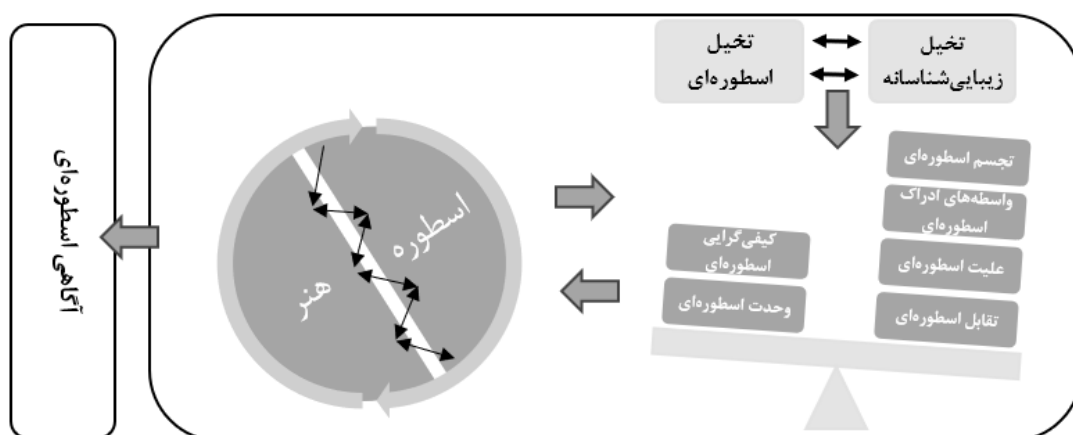 تخیل
زیبایی‌شناسانه
تخیل
اسطوره‌ای
تجسم اسطوره‌ای
واسطه‌های ادراک
اسطوره‌ای
علیت اسطوره‌ای
تقابل اسطوره‌ای
کیفی‌گرایی
اسطوره‌ای
وحدت اسطوره‌ای
اسطوره
هنر
آگاهی اسطوره‌ای